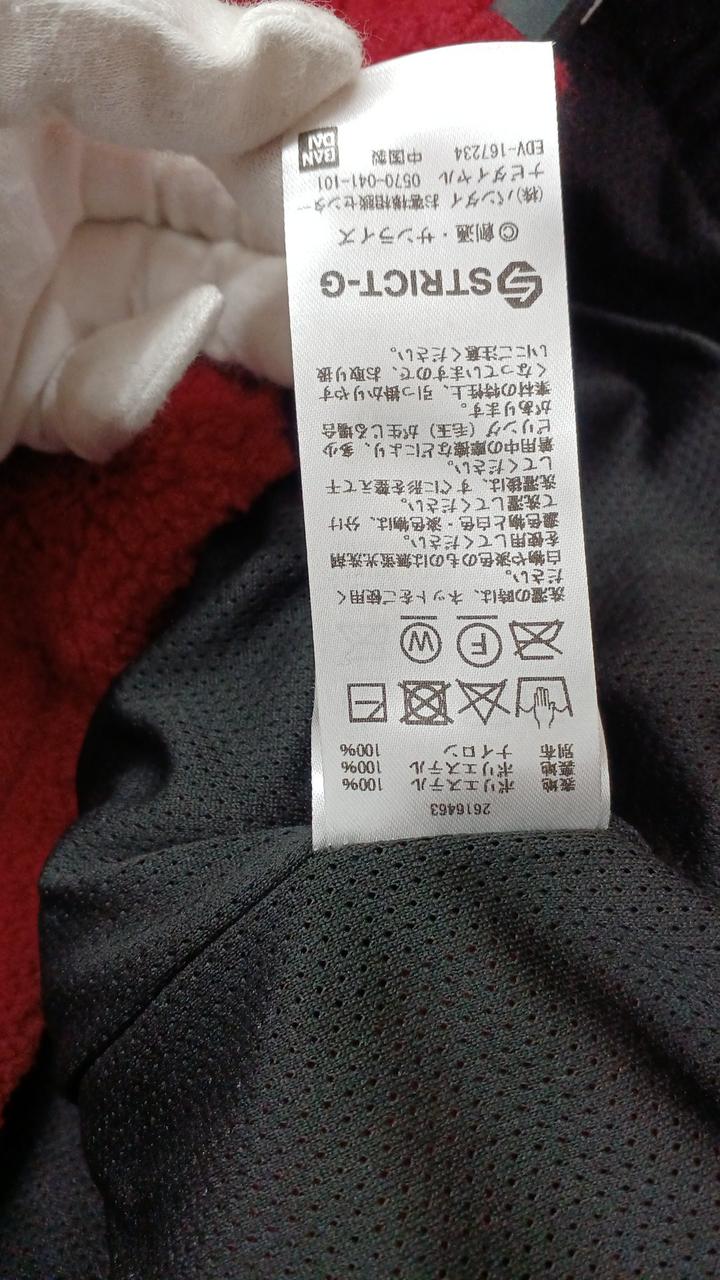 2616463
表地 ポリエステル 100%
裏地 ポリエステル 100%
別布 ナイロン 100%
F W
洗濯の時は、ネットをご使用く
ださい。
白物や淡色のものは無蛍光洗剤
を使用してください。
濃色物と白色・淡色物は、分け
て洗濯してください。
洗濯後は、すぐに形を整えて干
してください。
着用中の摩擦などにより、多少
ピリング(毛玉)が生じる場合
があります。
素材の特性上、引っ掛かりやす
くなっていますので、お取り扱
いにご注意ください。
STRICT-G
©創通・サンライズ
(株)バンダイ お客様相談センター
ナビダイヤル 0570-041-101
EDV-167234 中国製 BAN
DAI